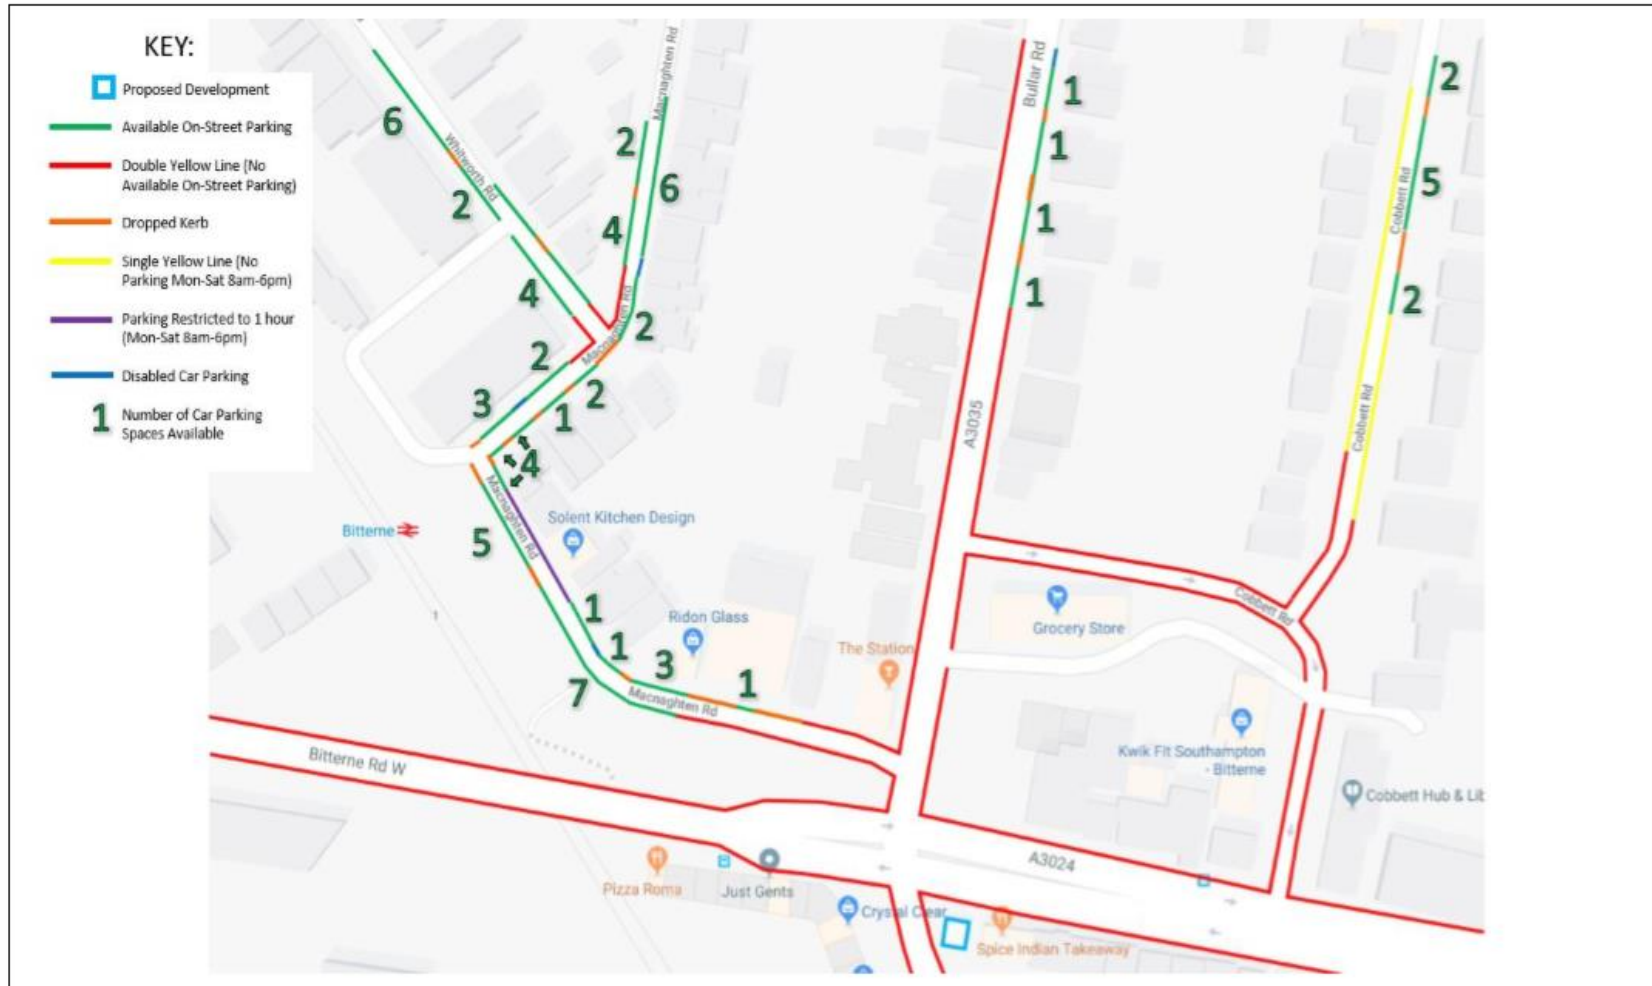 KEY:
Proposed Development
Available On-Street Parking
Double Yellow Line (No
Available On-Street Parking)
Dropped Kerb
Single Yellow Line (No
Parking Mon-Sat 8am-6pm)
Parking Restricted to 1 hour
(Mon-Sat 8am-6pm)
Disabled Car Parking
1
Number of Car Parking
Spaces Available
6
Whitworth Rd
2
4
Macnaghten Rd
2
6
4
Macnaghten Rd
2
Macnaghten Rd
2
3
2
1
4
Macnaghten Rd
5
Bitterne
Solent Kitchen Design
1
1
Ridon Glass
3
1
7
Macnaghten Rd
The Station
Bullar Rd
1
1
1
1
A3035
2
Cobbett Rd
5
2
Cobbett Rd
Cobbett Rd
Grocery Store
Kwik Fit Southampton
- Bitterne
Cobbett Hub & Lib
Bitterne Rd W
A3024
Pizza Roma
Just Gents
Crystal Clear
Spice Indian Takeaway